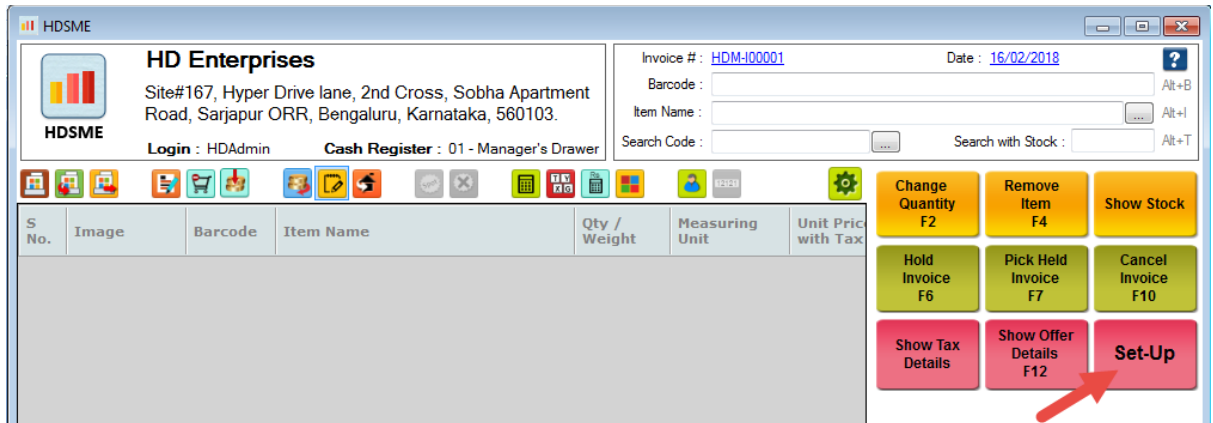 HDSME
HDSME
HD Enterprises
Site#167, Hyper Drive lane, 2nd Cross, Sobha Apartment
Road, Sarjapur ORR, Bengaluru, Karnataka, 560103.
Login : HDAdmin Cash Register : 01 - Manager's Drawer
Invoice # : HDM-I00001 Date : 16/02/2018 ?
Barcode : Alt+B
Item Name : ... Alt+I
Search Code : ... Search with Stock : Alt+T
S No. Image Barcode Item Name Qty / Weight Measuring Unit Unit Pric with Tax
Change Quantity F2
Remove Item F4
Show Stock
Hold Invoice F6
Pick Held Invoice F7
Cancel Invoice F10
Show Tax Details
Show Offer Details F12
Set-Up